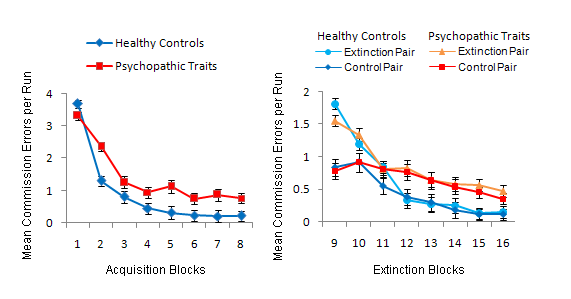 Healthy Controls
Psychopathic Traits
Mean Commission Errors per Run
4
3
2
1
0
1 2 3 4 5 6 7 8
Acquisition Blocks
Healthy Controls Psychopathic Traits
Extinction Pair Extinction Pair
Control Pair Control Pair
Mean Commission Errors per Run
2
1.5
1
0.5
0
9 10 11 12 13 14 15 16
Extinction Blocks